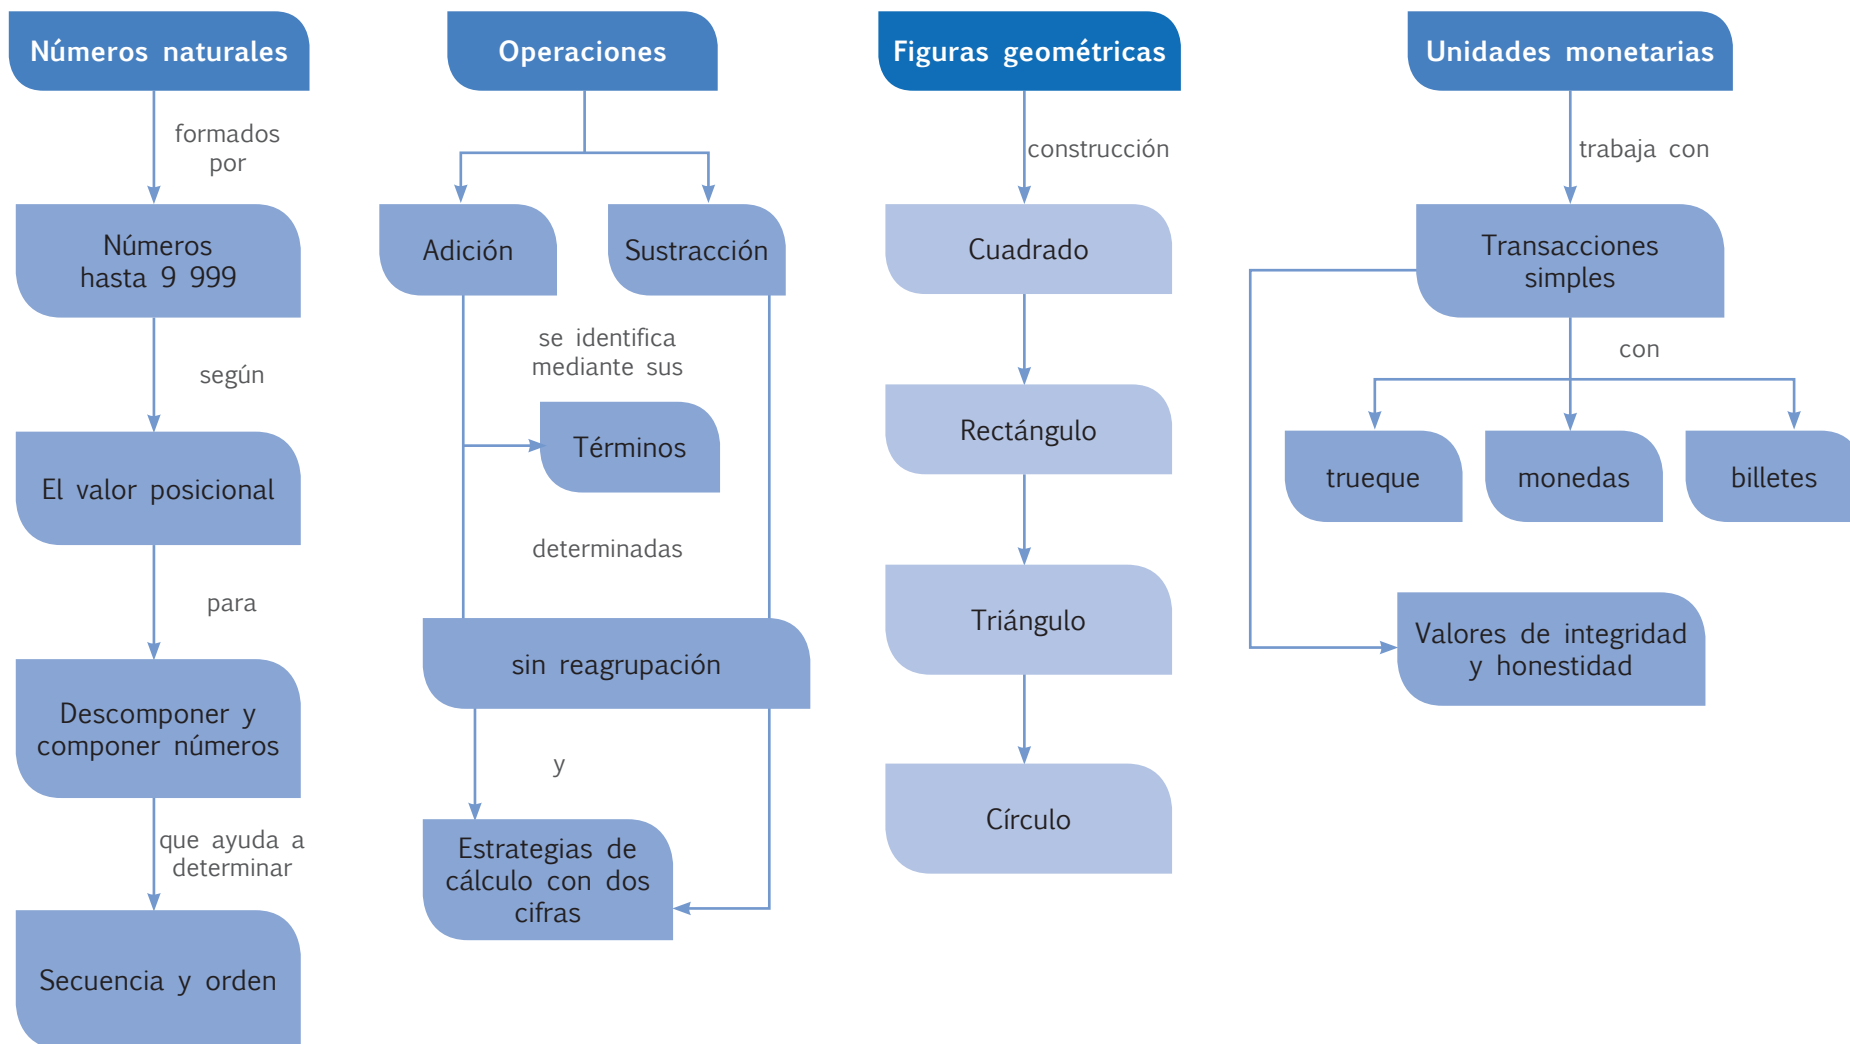 Números naturales
formados
por
Números
hasta 9 999
según
El valor posicional
para
Descomponer y
componer números
que ayuda a
determinar
Secuencia y orden
Operaciones
Adición
Sustracción
se identifica
mediante sus
Términos
determinadas
sin reagrupación
y
Estrategias de
cálculo con dos
cifras
Figuras geométricas
construcción
Cuadrado
Rectángulo
Triángulo
Círculo
Unidades monetarias
trabaja con
Transacciones
simples
con
trueque
monedas
billetes
Valores de integridad
y honestidad